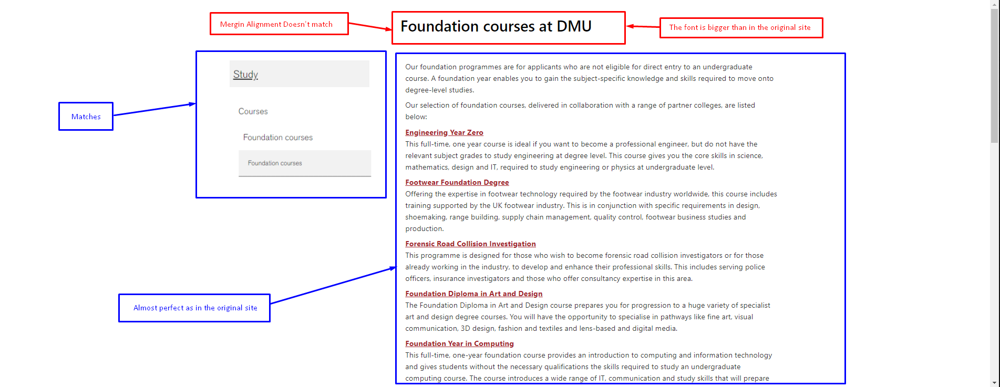 Mergin Alignment Doesn't match
Foundation courses at DMU
The font is bigger than in the original site
Study
Courses
Foundation courses
Foundation courses
Matches
Almost perfect as in the original site
Our foundation programmes are for applicants who are not eligible for direct entry to an undergraduate
course. A foundation year enables you to gain the subject-specific knowledge and skills required to move onto
degree-level studies.
Our selection of foundation courses, delivered in collaboration with a range of partner colleges, are listed
below:
Engineering Year Zero
This full-time, one year course is ideal if you want to become a professional engineer, but do not have the
relevant subject grades to study engineering at degree level. This course gives you the core skills in science,
mathematics, design and IT, required to study engineering or physics at undergraduate level.
Footwear Foundation Degree
Offering the expertise in footwear technology required by the footwear industry worldwide, this course includes
training supported by the UK footwear industry. This is in conjunction with specific requirements in design,
shoemaking, range building, supply chain management, quality control, footwear business studies and
production.
Forensic Road Collision Investigation
This programme is designed for those who wish to become forensic road collision investigators or for those
already working in the industry, to develop and enhance their professional skills. This includes serving police
officers, insurance investigators and those who offer consultancy expertise in this area.
Foundation Diploma in Art and Design
The Foundation Diploma in Art and Design course prepares you for progression to a huge variety of specialist
art and design degree courses. You will have the opportunity to specialise in pathways like fine art, visual
communication, 3D design, fashion and textiles and lens-based and digital media.
Foundation Year in Computing
This full-time, one-year foundation course provides an introduction to computing and information technology
and gives students without the necessary qualifications the skills required to study an undergraduate
computing course. The course introduces a wide range of IT, communication and study skills that will prepare